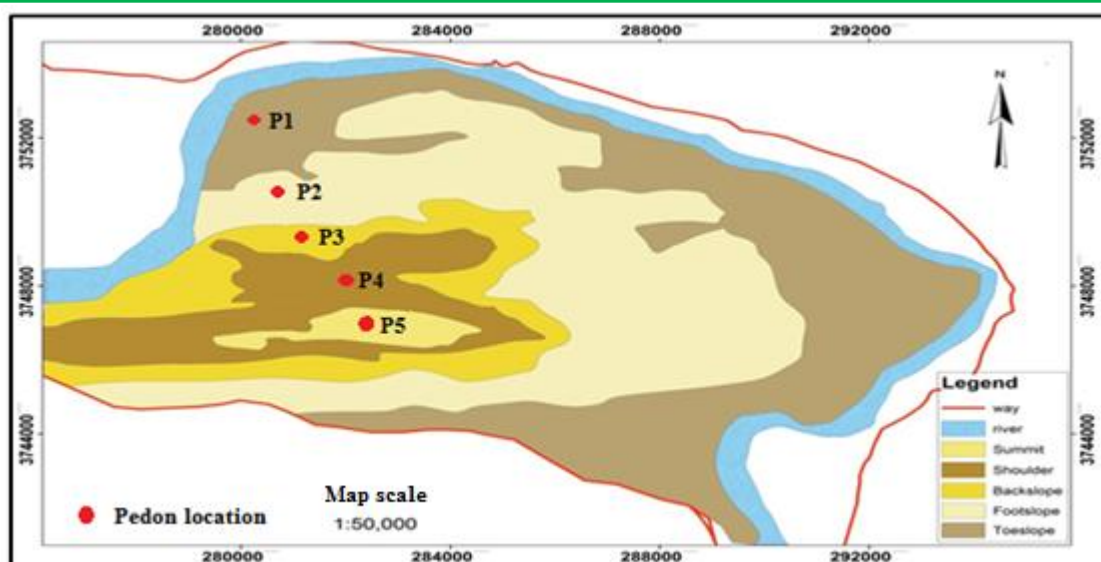 280000 284000 288000 292000
N
3752000 3752000
P1
P2
P3
3748000 3748000
P4
P5
Legend
way
river
Summit
Shoulder
3744000 3744000
Backslope
Footslope
Toeslope
Map scale
Pedon location
1:50,000
280000 284000 288000 292000